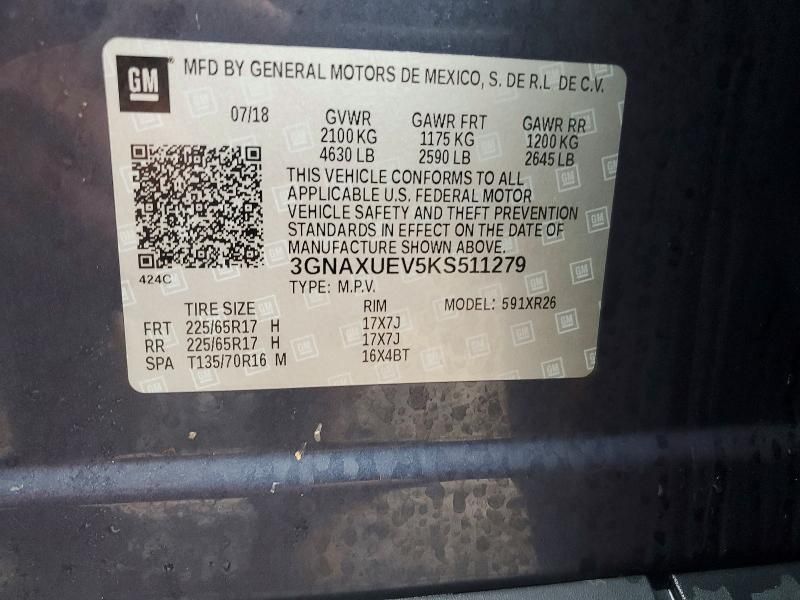 GM MFD BY GENERAL MOTORS DE MEXICO, S. DE R.L. DE C.V.
07/18 GVWR GAWR FRT GAWR RR
2100 KG 1175 KG 1200 KG
4630 LB 2590 LB 2645 LB
THIS VEHICLE CONFORMS TO ALL
APPLICABLE U.S. FEDERAL MOTOR
VEHICLE SAFETY AND THEFT PREVENTION
STANDARDS IN EFFECT ON THE DATE OF
MANUFACTURE SHOWN ABOVE.
3GNAXUEV5KS511279
424C TYPE: M.P.V.
TIRE SIZE RIM MODEL: 591XR26
FRT 225/65R17 H 17X7J
RR 225/65R17 H 17X7J
SPA T135/70R16 M 16X4BT